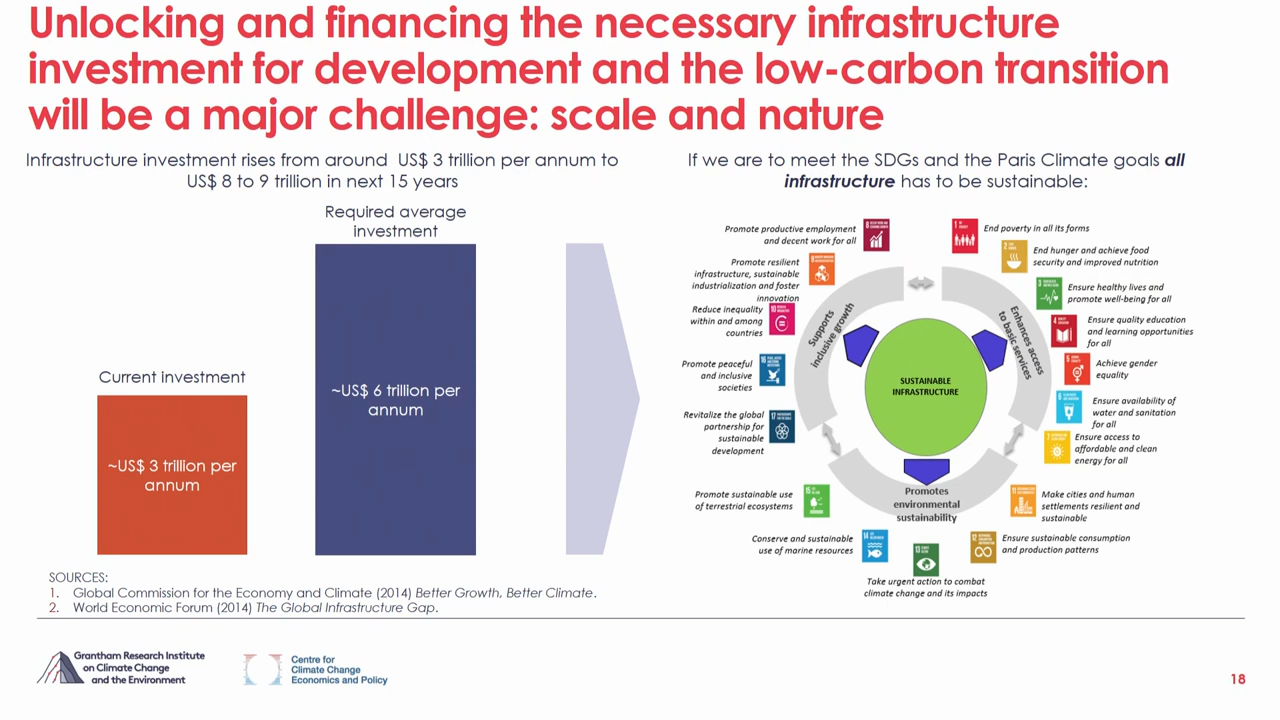 Unlocking and financing the necessary infrastructure
investment for development and the low-carbon transition
will be a major challenge: scale and nature
Infrastructure investment rises from around US$ 3 trillion per annum to
US$ 8 to 9 trillion in next 15 years
Required average
investment
~US$ 6 trillion per
annum
Current investment
~US$ 3 trillion per
annum
If we are to meet the SDGs and the Paris Climate goals all
infrastructure has to be sustainable:
Promote productive employment
and decent work for all
Promote resilient
infrastructure, sustainable
industrialization and foster
innovation
Reduce inequality
within and among
countries
Promote peaceful
and inclusive
societies
Revitalize the global
partnership for
sustainable
development
Promote sustainable use
of terrestrial ecosystems
Conserve and sustainable
use of marine resources
Take urgent action to combat
climate change and its impacts
End poverty in all its forms
End hunger and achieve food
security and improved nutrition
Ensure healthy lives and
promote well-being for all
Ensure quality education
and learning opportunities
for all
Achieve gender
equality
Ensure availability of
water and sanitation
for all
Ensure access to
affordable and clean
energy for all
Make cities and human
settlements resilient and
sustainable
Ensure sustainable consumption
and production patterns
Supports
inclusive growth
Enhances access
to basic services
SUSTAINABLE
INFRASTRUCTURE
Promotes
environmental
sustainability
SOURCES:
1. Global Commission for the Economy and Climate (2014) Better Growth, Better Climate.
2. World Economic Forum (2014) The Global Infrastructure Gap.
Grantham Research Institute
on Climate Change
and the Environment
Centre for
Climate Change
Economics and Policy
18